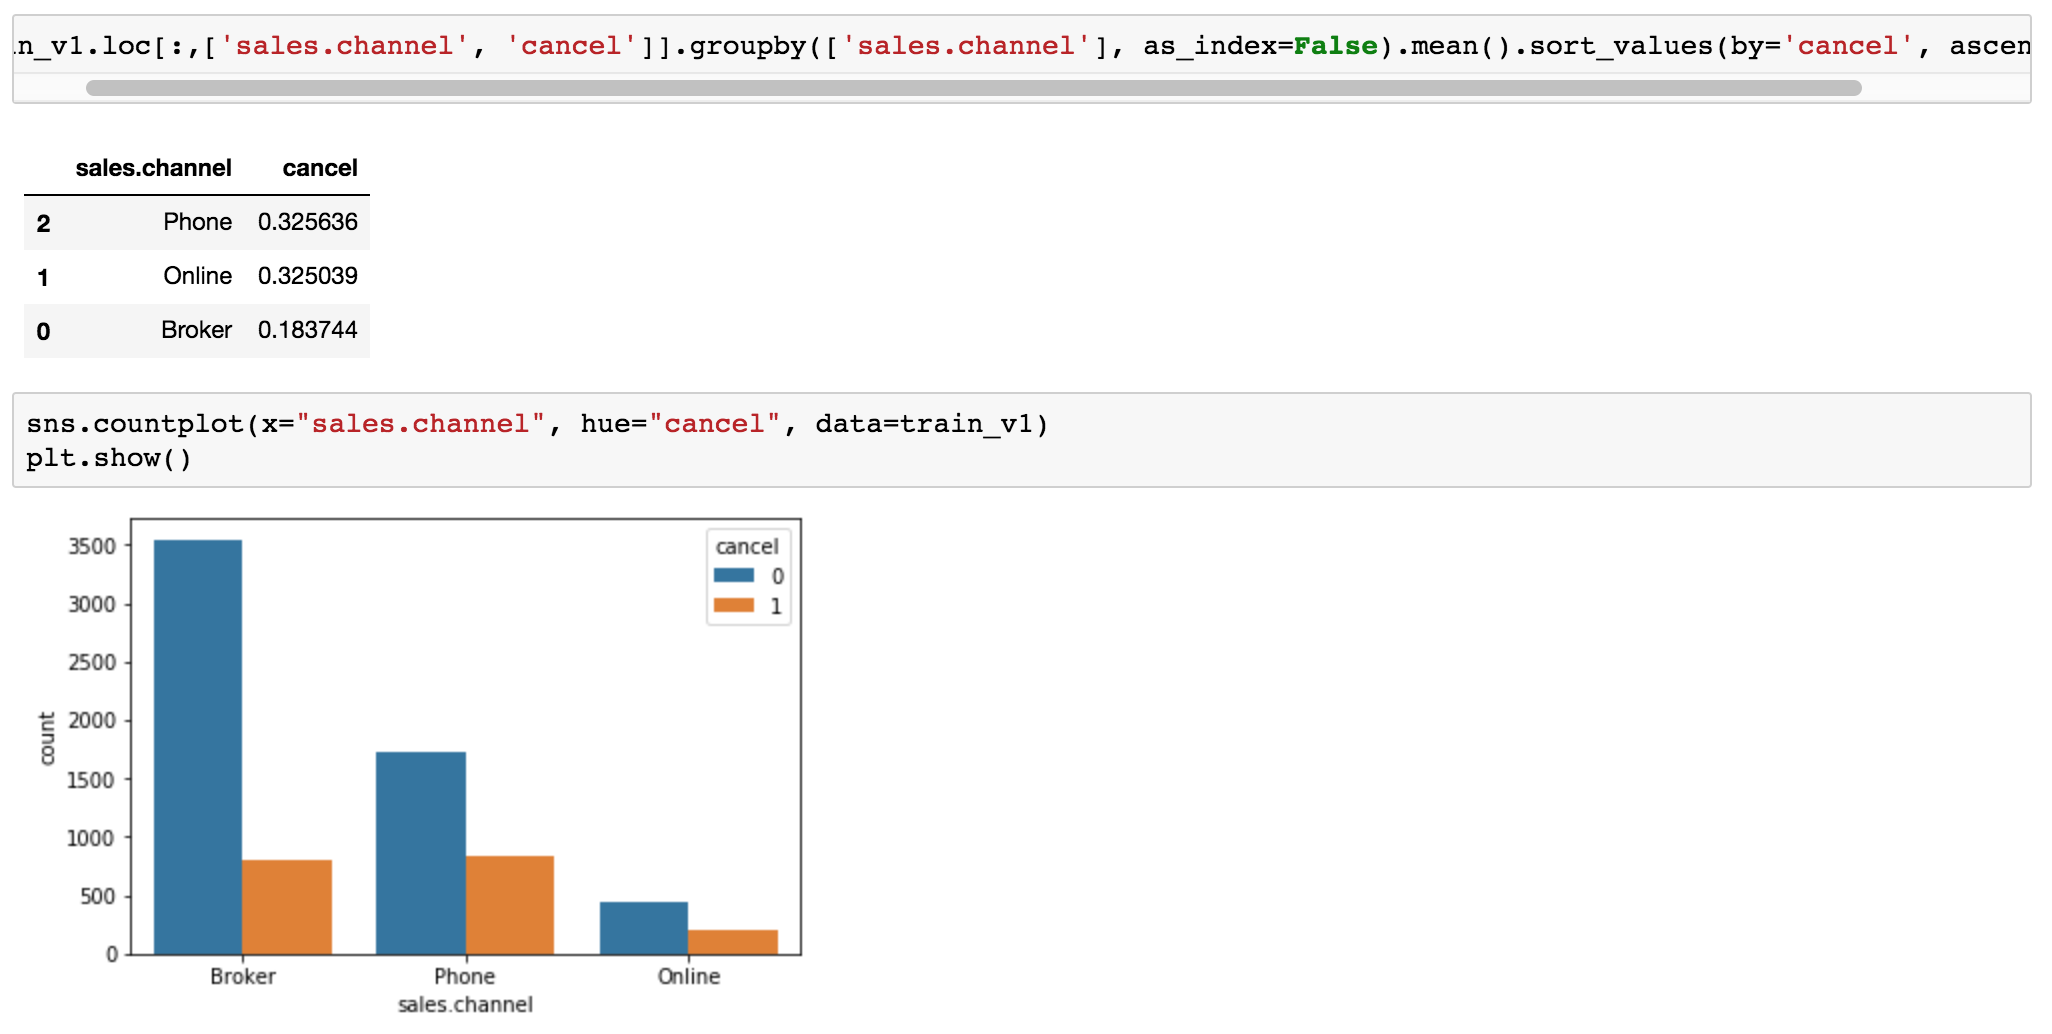 n_v1.loc[:,['sales.channel', 'cancel']].groupby(['sales.channel'], as_index=False).mean().sort_values(by='cancel', ascen
sales.channel cancel
2 Phone 0.325636
1 Online 0.325039
0 Broker 0.183744
sns.countplot(x="sales.channel", hue="cancel", data=train_v1)
plt.show()
cancel
0
1
3500
3000
2500
2000
1500
1000
500
0
count
Broker Phone Online
sales.channel